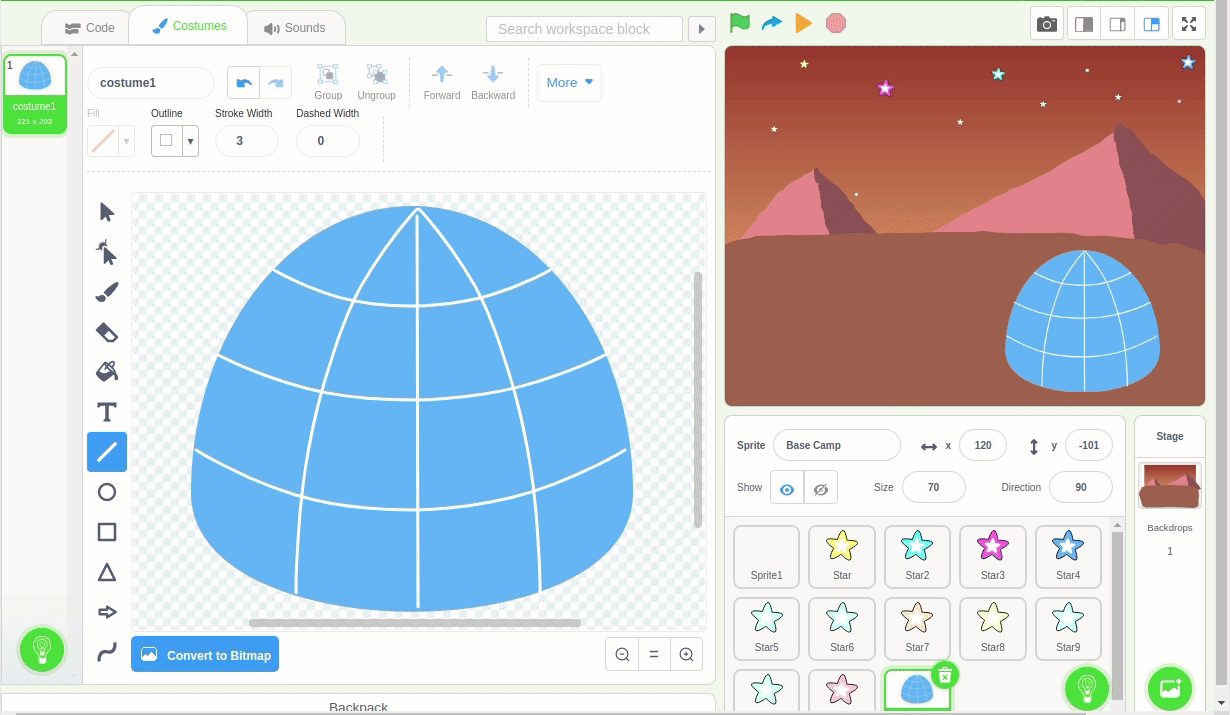 Code
Costumes
Sounds
Search workspace block
1
costume1
221 x 203
costume1
Group
Ungroup
Forward
Backward
More
Fill
Outline
Stroke Width
Dashed Width
3
0
T
Convert to Bitmap
Backpack
Sprite
Base Camp
x
120
y
-101
Show
Size
70
Direction
90
Stage
Backdrops
1
Sprite1
Star
Star2
Star3
Star4
Star5
Star6
Star7
Star8
Star9